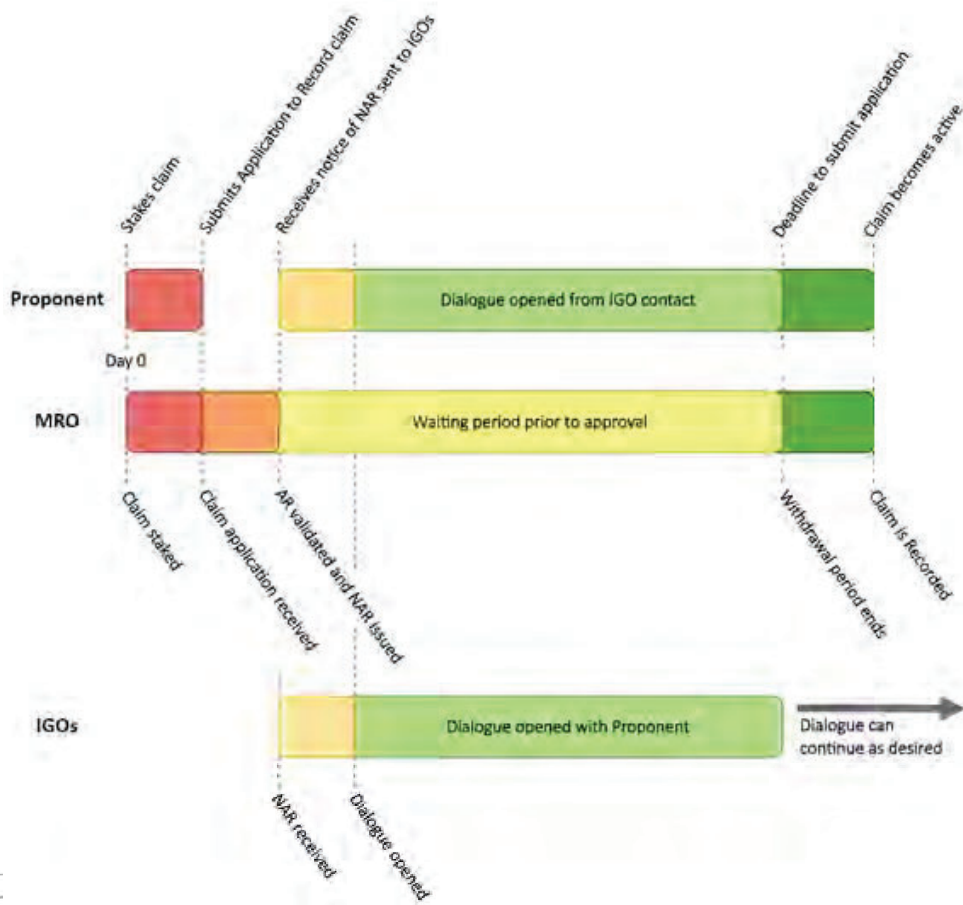 Stakes claim
Submits Application to Record claim
Receives notice of NAR sent to IGOs
Deadline to submit application
Claim becomes active
Proponent
Dialogue opened from IGO contact
Day 0
MRO
Waiting period prior to approval
Claim staked
Claim application received
AR validated and NAR issued
Withdrawal period ends
Claim is Recorded
IGOs
Dialogue opened with Proponent
Dialogue can
continue as desired
NAR received
Dialogue opened